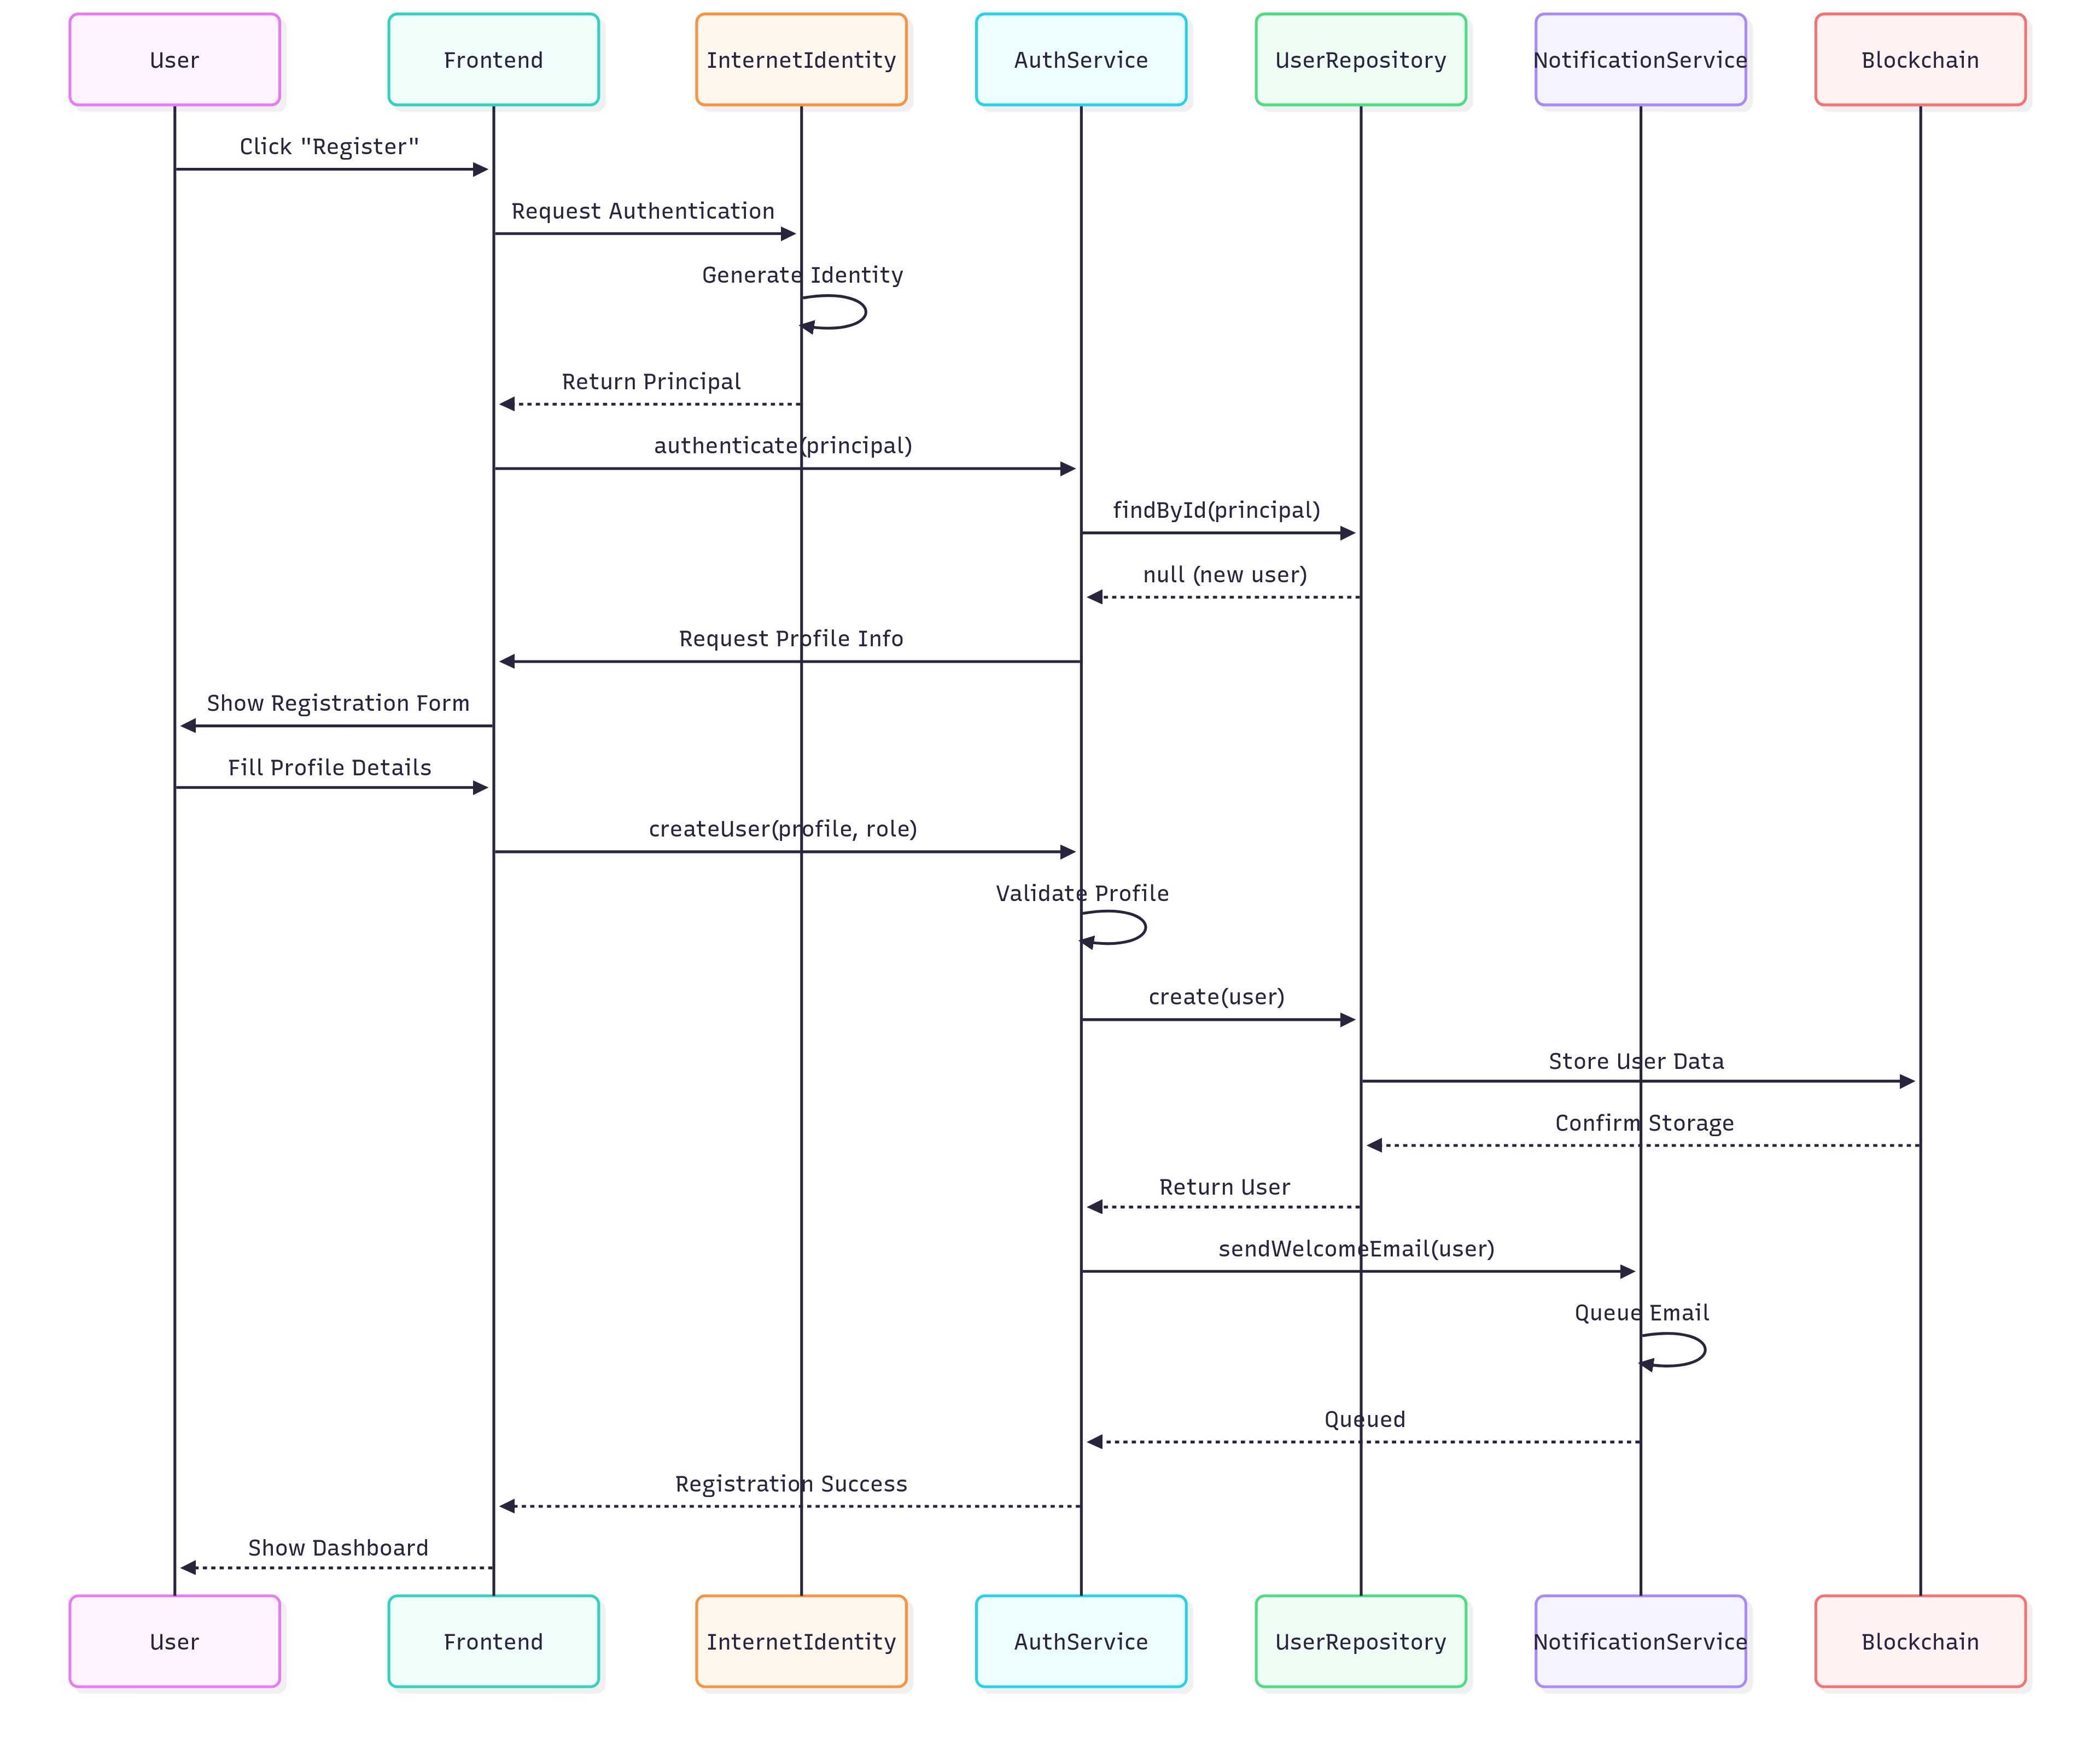 User
Frontend
InternetIdentity
AuthService
UserRepository
NotificationService
Blockchain
Click "Register"
Request Authentication
Generate Identity
Return Principal
authenticate(principal)
findById(principal)
null (new user)
Request Profile Info
Show Registration Form
Fill Profile Details
createUser(profile, role)
Validate Profile
create(user)
Store User Data
Confirm Storage
Return User
sendWelcomeEmail(user)
Queue Email
Queued
Registration Success
Show Dashboard
User
Frontend
InternetIdentity
AuthService
UserRepository
NotificationService
Blockchain